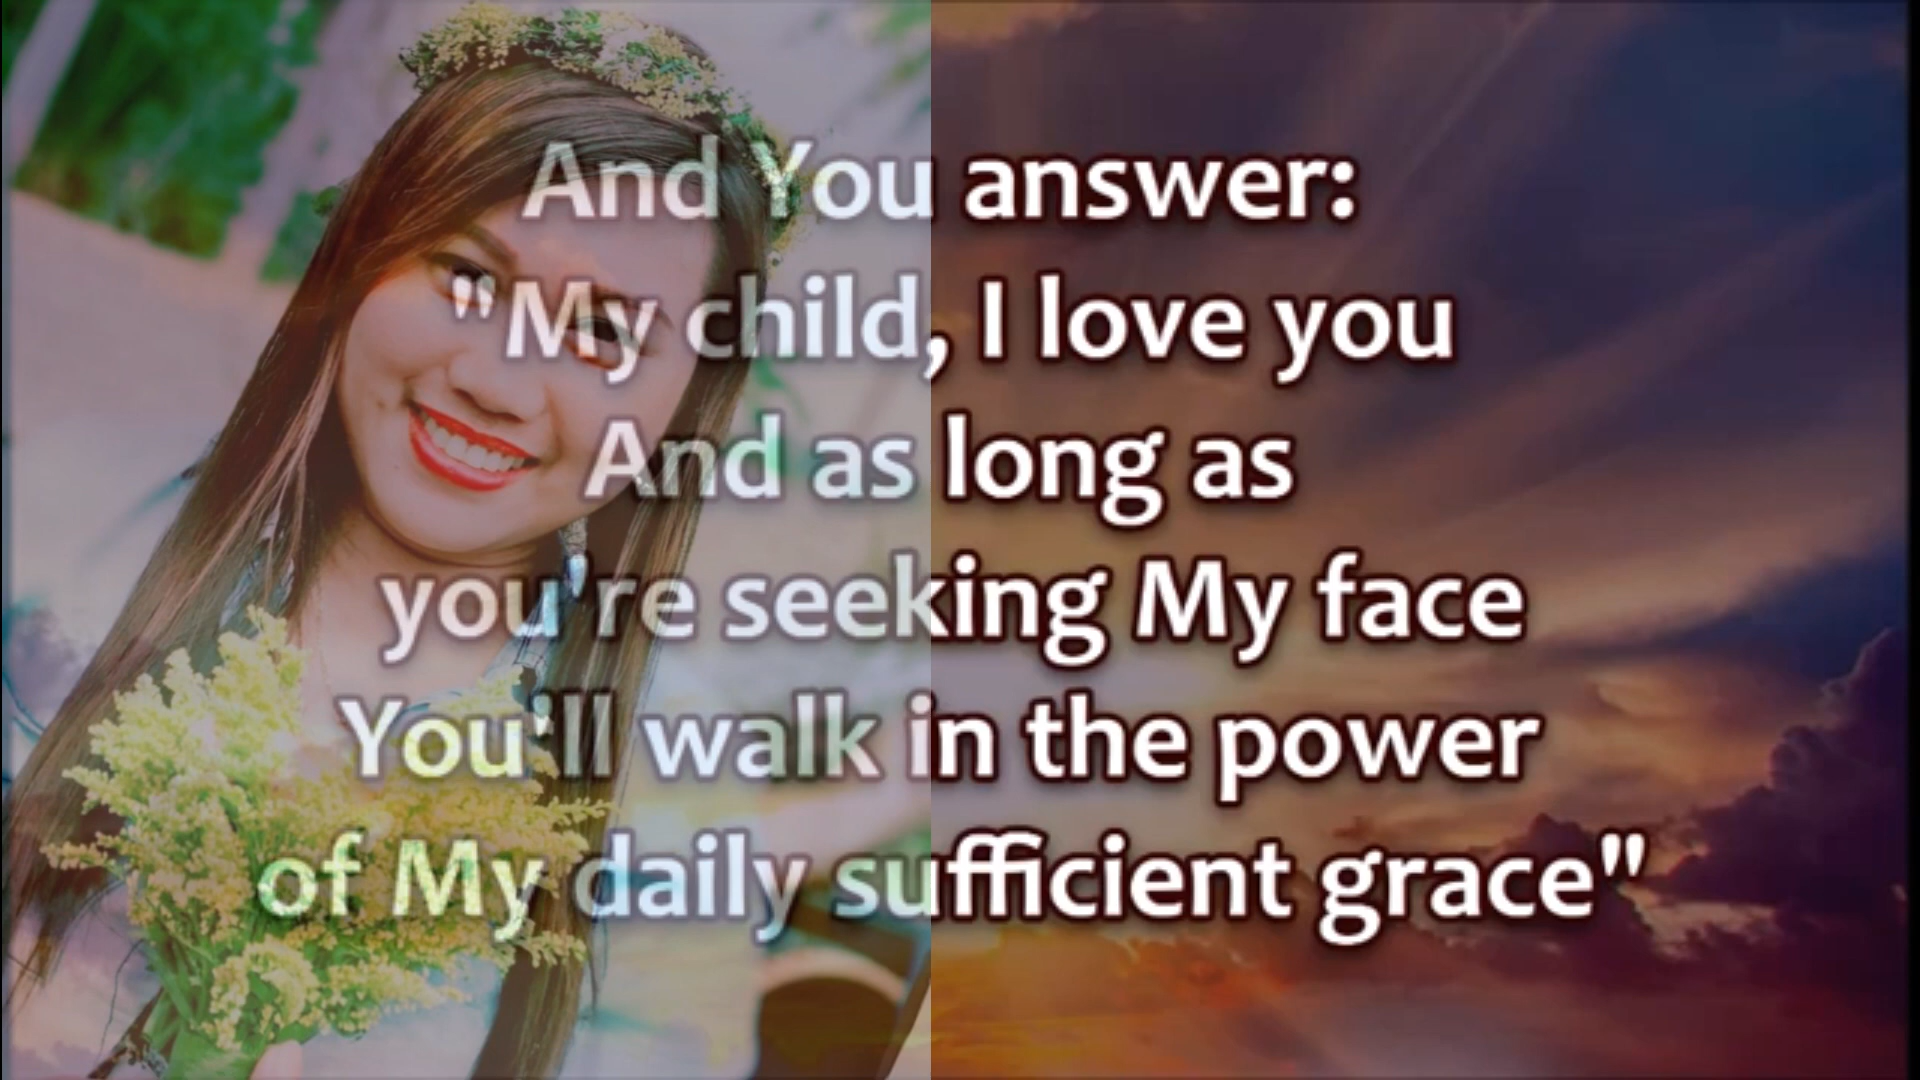 And You answer:
"My child, I love you
And as long as
you're seeking My face
You'll walk in the power
of My daily sufficient grace"